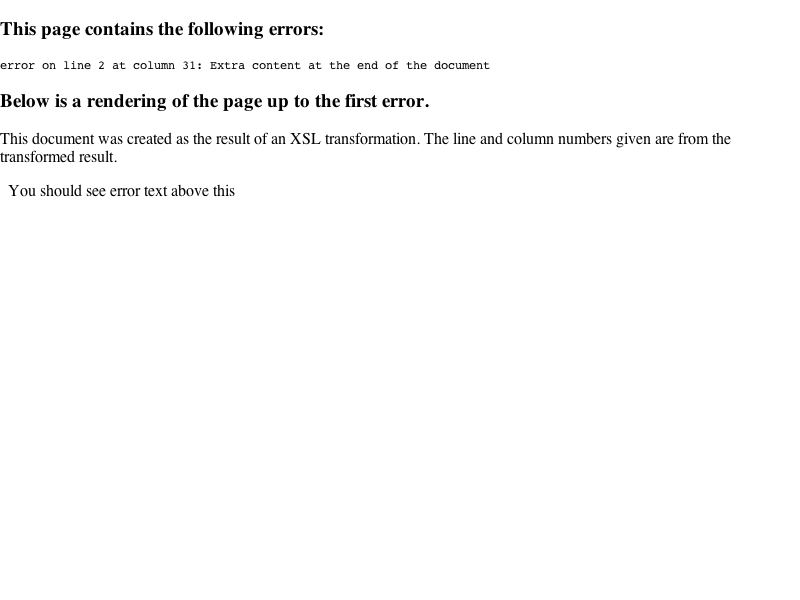 This page contains the following errors:
error on line 2 at column 31: Extra content at the end of the document
Below is a rendering of the page up to the first error.
This document was created as the result of an XSL transformation. The line and column numbers given are from the
transformed result.
You should see error text above this